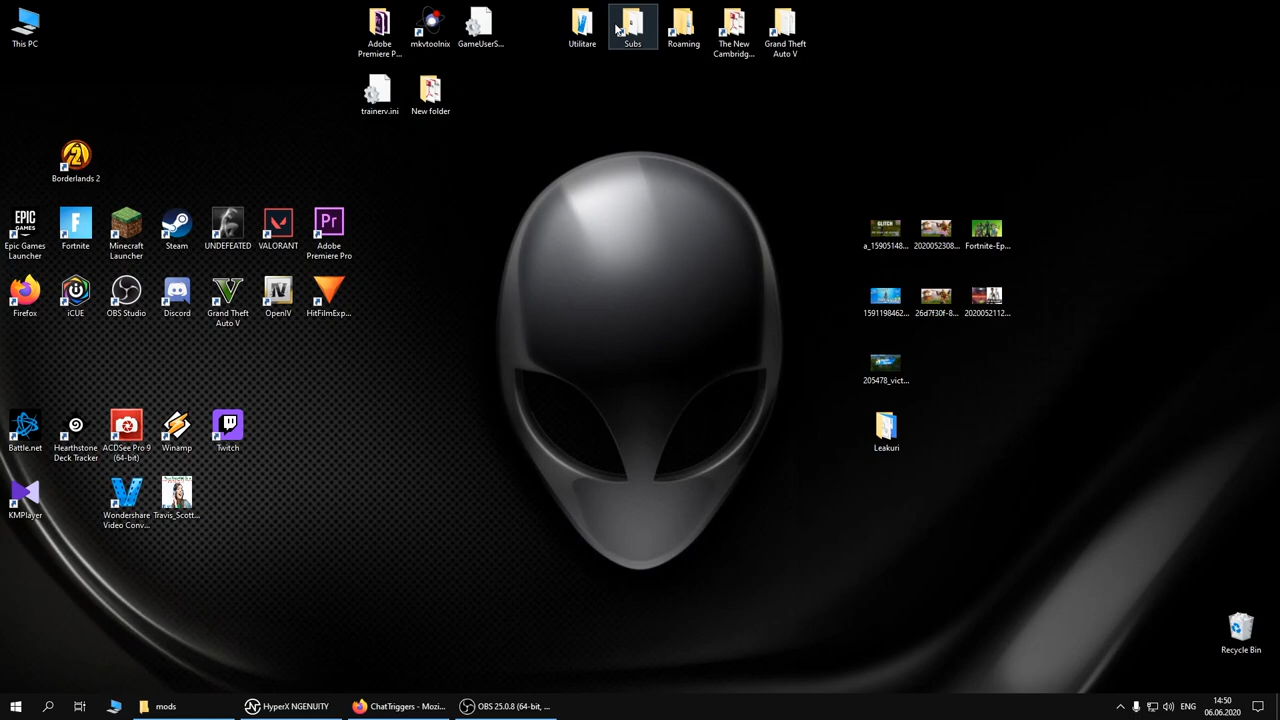 This PC
Adobe
Premiere P...
mkvtoolnix
GameUserS...
Utilitare
Subs
Roaming
The New
Cambridg...
Grand Theft
Auto V
trainerv.ini
New folder
Borderlands 2
EPIC
GAMES
Epic Games
Launcher
Fortnite
Minecraft
Launcher
Steam
UNDEFEATED
VALORANT
Pr
Adobe
Premiere Pro
Firefox
iCUE
OBS Studio
Discord
Grand Theft
Auto V
IV
OpenIV
HitFilmExp...
a_15905148...
2020052308...
Fortnite-Ep...
1591198462...
26d7f30f-8...
2020052112...
205478_vict...
Leakuri
Battle.net
Hearthstone
Deck Tracker
ACDSee Pro 9
(64-bit)
Winamp
Twitch
KMPlayer
Wondershare
Video Conv...
Travis_Scott...
Recycle Bin
mods
HyperX NGENUITY
ChatTriggers - Mozi...
OBS 25.0.8 (64-bit, ...
ENG
14:50
06.06.2020